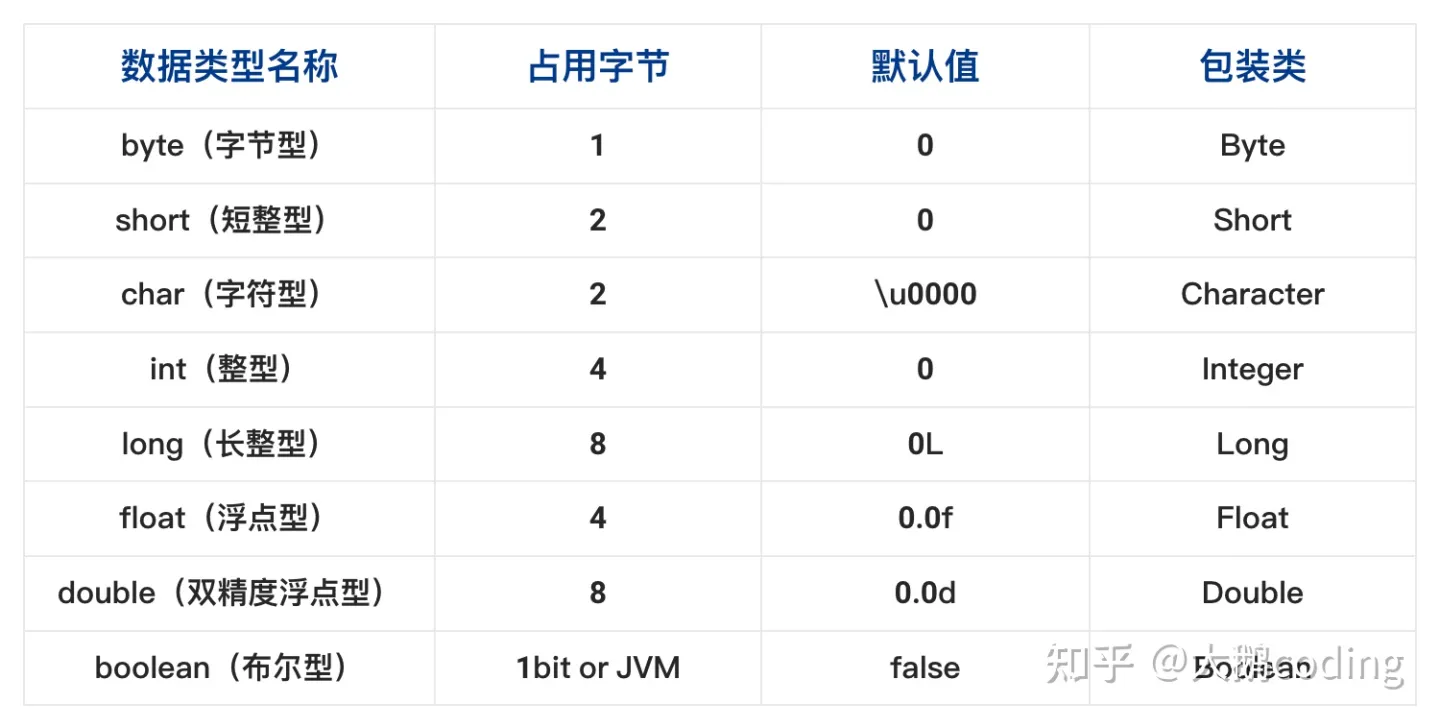 数据类型名称 占用字节 默认值 包装类
byte（字节型） 1 0 Byte
short（短整型） 2 0 Short
char（字符型） 2 \u0000 Character
int（整型） 4 0 Integer
long（长整型） 8 0L Long
float（浮点型） 4 0.0f Float
double（双精度浮点型） 8 0.0d Double
boolean（布尔型） 1bit or JVM false Boolean
知乎 @大鹅coding